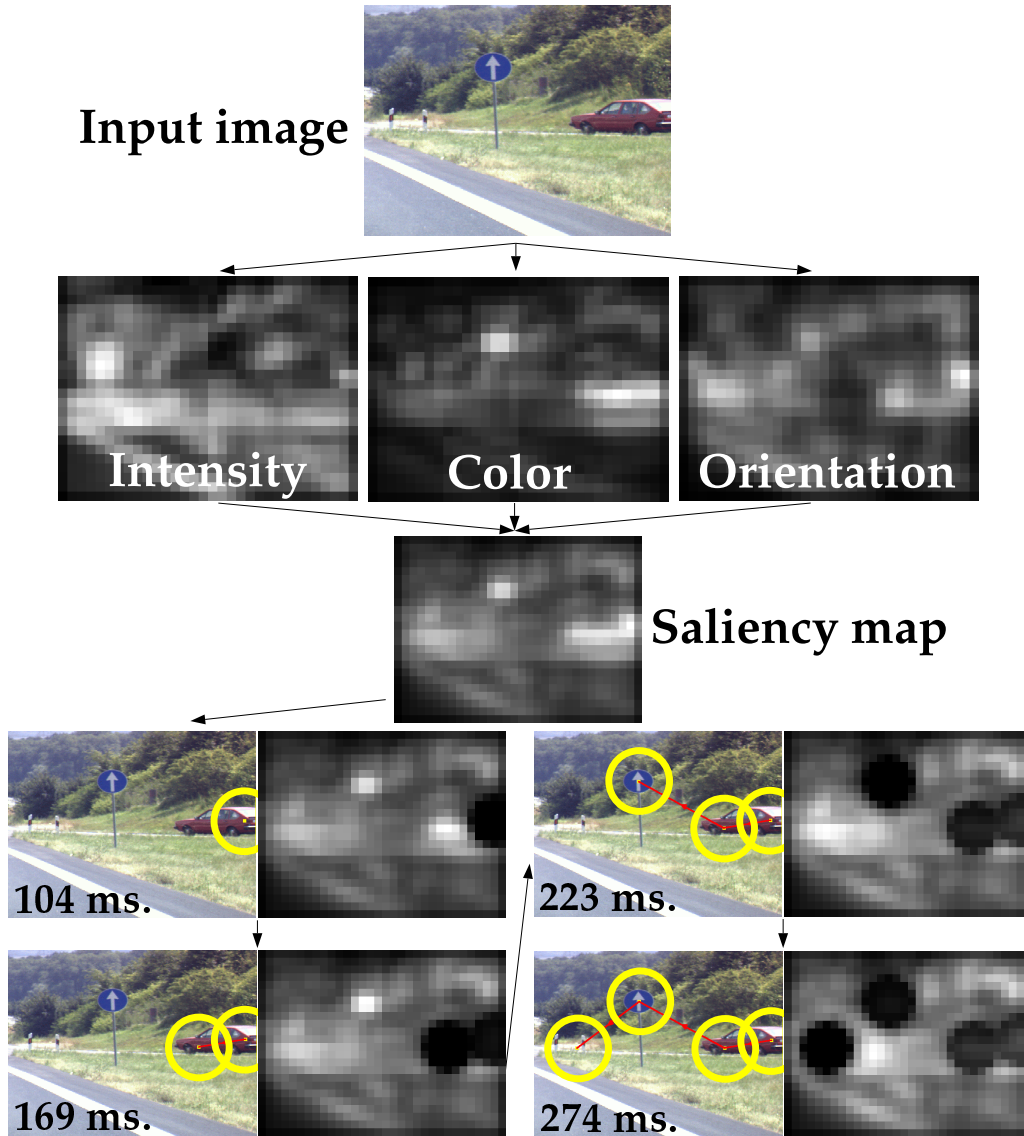 Input image
Intensity
Color
Orientation
Saliency map
104 ms.
169 ms.
223 ms.
274 ms.